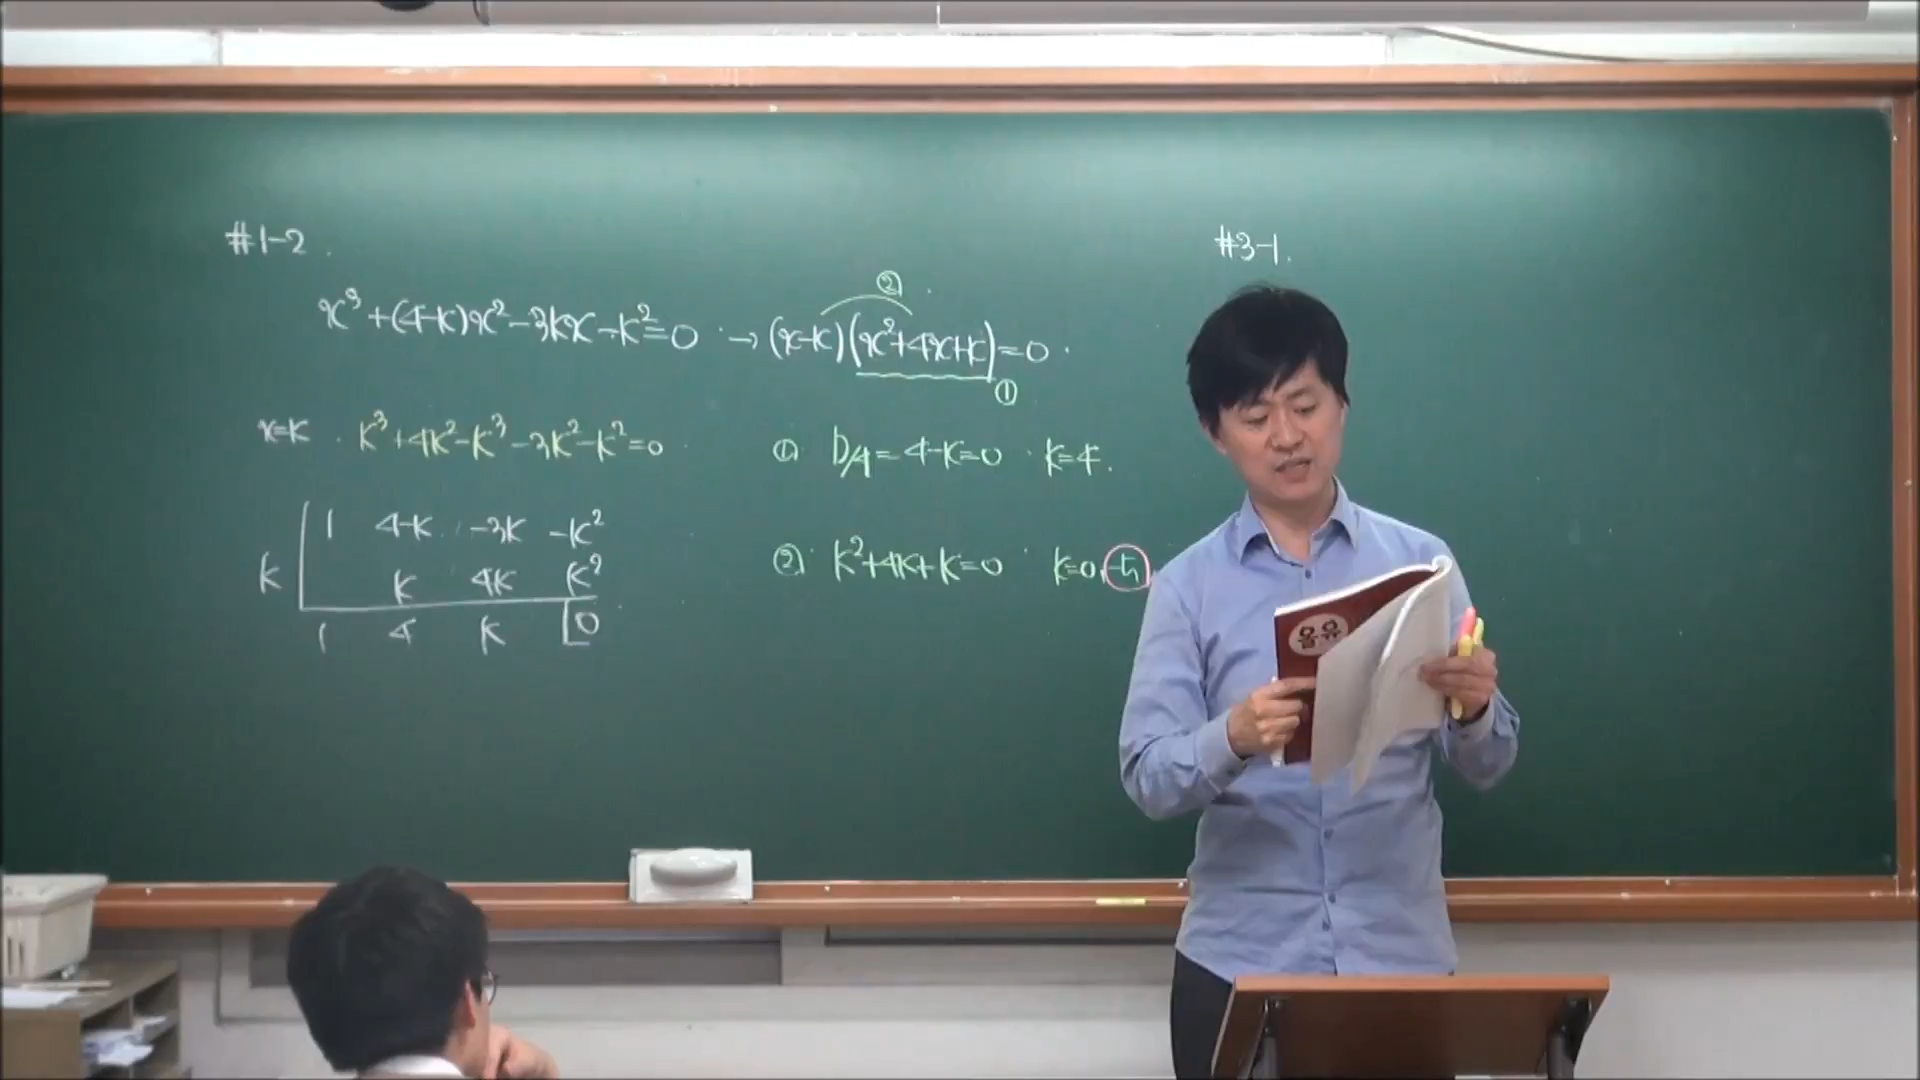 #1-2.
x³+(4-k)x²-3kx-k²=0 → (x-k)(x²+4x+k)=0
②
①
x=k k³+4k²-k³-3k²-k²=0
1 4-k -3k -k²
k k 4k k²
1 4 k 0
① D/4=4-k=0 k=4.
② k²+4k+k=0 k=0, -5
#3-1.
올유